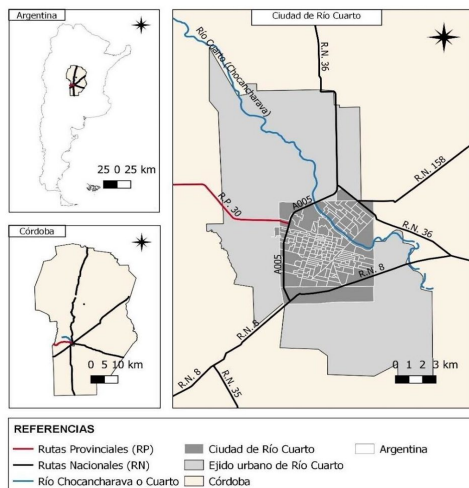 Argentina
25 0 25 km
Córdoba
0 5 10 km
Ciudad de Río Cuarto
Río Cuarto (Chocancharava)
R.N. 36
R.N. 158
R.P. 30
A005
R.N. 36
A005
R.N. 8
R.N. 8
R.N. 8
R.N. 35
0 1 2 3 km
REFERENCIAS
Rutas Provinciales (RP)
Rutas Nacionales (RN)
Río Chocancharava o Cuarto
Ciudad de Río Cuarto
Ejido urbano de Río Cuarto
Córdoba
Argentina